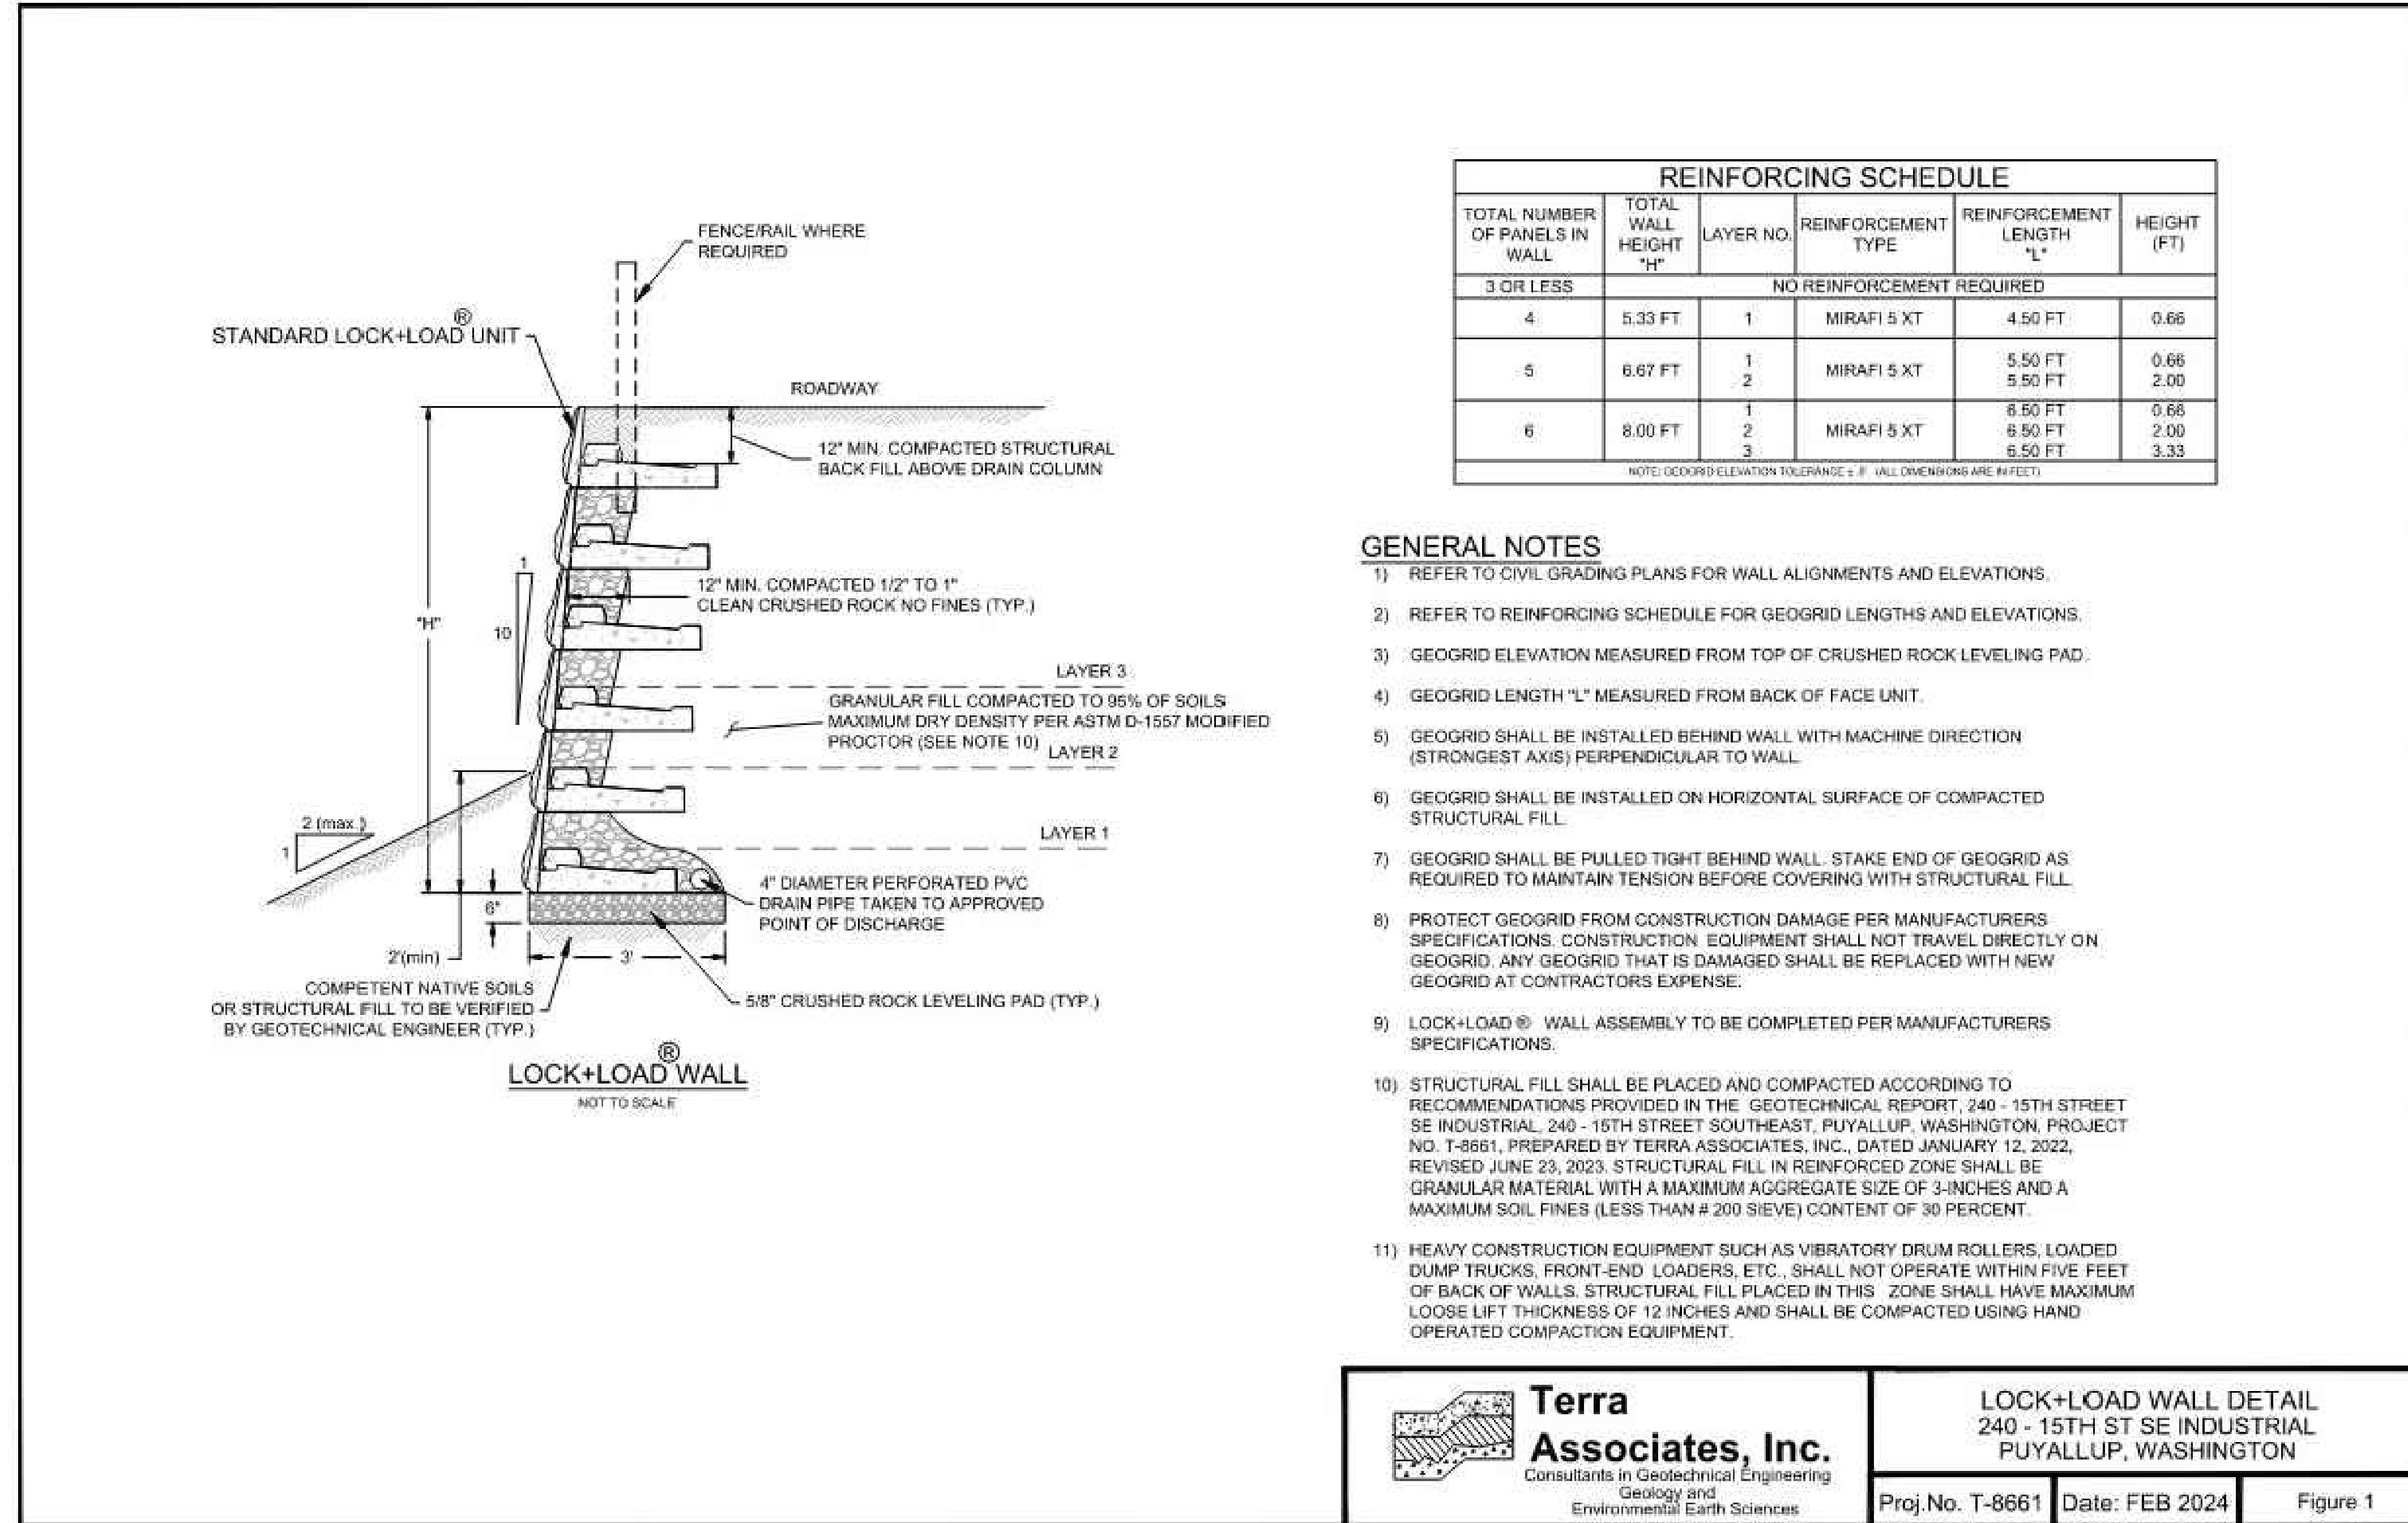 FENCE/RAIL WHERE
REQUIRED
®
STANDARD LOCK+LOAD UNIT
ROADWAY
12" MIN. COMPACTED STRUCTURAL
BACK FILL ABOVE DRAIN COLUMN
1
10
"H"
12" MIN. COMPACTED 1/2" TO 1"
CLEAN CRUSHED ROCK NO FINES (TYP.)
LAYER 3
GRANULAR FILL COMPACTED TO 95% OF SOILS
MAXIMUM DRY DENSITY PER ASTM D-1557 MODIFIED
PROCTOR (SEE NOTE 10)
LAYER 2
2 (max.)
1
LAYER 1
4" DIAMETER PERFORATED PVC
DRAIN PIPE TAKEN TO APPROVED
POINT OF DISCHARGE
6"
2'(min)
3'
COMPETENT NATIVE SOILS
OR STRUCTURAL FILL TO BE VERIFIED
BY GEOTECHNICAL ENGINEER (TYP.)
5/8" CRUSHED ROCK LEVELING PAD (TYP.)
®
LOCK+LOAD WALL
NOT TO SCALE
REINFORCING SCHEDULE
TOTAL NUMBER OF PANELS IN WALL TOTAL WALL HEIGHT "H" LAYER NO. REINFORCEMENT TYPE REINFORCEMENT LENGTH "L" HEIGHT (FT)
3 OR LESS NO REINFORCEMENT REQUIRED
4 5.33 FT 1 MIRAFI 5 XT 4.50 FT 0.66
5 6.67 FT 1 MIRAFI 5 XT 5.50 FT 0.66
2 5.50 FT 2.00
1 6.50 FT 0.66
6 8.00 FT 2 MIRAFI 5 XT 6.50 FT 2.00
3 6.50 FT 3.33
NOTE: GEOGRID ELEVATION TOLERANCE ± (ALL DIMENSIONS ARE IN FEET)
GENERAL NOTES
1) REFER TO CIVIL GRADING PLANS FOR WALL ALIGNMENTS AND ELEVATIONS.
2) REFER TO REINFORCING SCHEDULE FOR GEOGRID LENGTHS AND ELEVATIONS.
3) GEOGRID ELEVATION MEASURED FROM TOP OF CRUSHED ROCK LEVELING PAD.
4) GEOGRID LENGTH "L" MEASURED FROM BACK OF FACE UNIT.
5) GEOGRID SHALL BE INSTALLED BEHIND WALL WITH MACHINE DIRECTION
(STRONGEST AXIS) PERPENDICULAR TO WALL.
6) GEOGRID SHALL BE INSTALLED ON HORIZONTAL SURFACE OF COMPACTED
STRUCTURAL FILL.
7) GEOGRID SHALL BE PULLED TIGHT BEHIND WALL. STAKE END OF GEOGRID AS
REQUIRED TO MAINTAIN TENSION BEFORE COVERING WITH STRUCTURAL FILL.
8) PROTECT GEOGRID FROM CONSTRUCTION DAMAGE PER MANUFACTURERS
SPECIFICATIONS. CONSTRUCTION EQUIPMENT SHALL NOT TRAVEL DIRECTLY ON
GEOGRID. ANY GEOGRID THAT IS DAMAGED SHALL BE REPLACED WITH NEW
GEOGRID AT CONTRACTORS EXPENSE.
9) LOCK+LOAD ® WALL ASSEMBLY TO BE COMPLETED PER MANUFACTURERS
SPECIFICATIONS.
10) STRUCTURAL FILL SHALL BE PLACED AND COMPACTED ACCORDING TO
RECOMMENDATIONS PROVIDED IN THE GEOTECHNICAL REPORT, 240 - 15TH STREET
SE INDUSTRIAL, 240 - 15TH STREET SOUTHEAST, PUYALLUP, WASHINGTON, PROJECT
NO. T-8661, PREPARED BY TERRA ASSOCIATES, INC., DATED JANUARY 12, 2022,
REVISED JUNE 23, 2023. STRUCTURAL FILL IN REINFORCED ZONE SHALL BE
GRANULAR MATERIAL WITH A MAXIMUM AGGREGATE SIZE OF 3-INCHES AND A
MAXIMUM SOIL FINES (LESS THAN # 200 SIEVE) CONTENT OF 30 PERCENT.
11) HEAVY CONSTRUCTION EQUIPMENT SUCH AS VIBRATORY DRUM ROLLERS, LOADED
DUMP TRUCKS, FRONT-END LOADERS, ETC., SHALL NOT OPERATE WITHIN FIVE FEET
OF BACK OF WALLS. STRUCTURAL FILL PLACED IN THIS ZONE SHALL HAVE MAXIMUM
LOOSE LIFT THICKNESS OF 12 INCHES AND SHALL BE COMPACTED USING HAND
OPERATED COMPACTION EQUIPMENT.
Terra
Associates, Inc.
Consultants in Geotechnical Engineering
Geology and
Environmental Earth Sciences
LOCK+LOAD WALL DETAIL
240 - 15TH ST SE INDUSTRIAL
PUYALLUP, WASHINGTON
Proj.No. T-8661 Date: FEB 2024 Figure 1